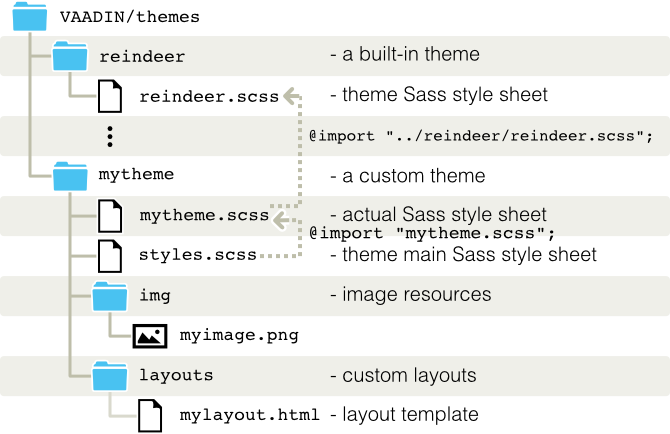 VAADIN/themes
reindeer - a built-in theme
reindeer.scss - theme Sass style sheet
@import "../reindeer/reindeer.scss";
mytheme - a custom theme
mytheme.scss - actual Sass style sheet
@import "mytheme.scss";
styles.scss - theme main Sass style sheet
img - image resources
myimage.png
layouts - custom layouts
mylayout.html - layout template